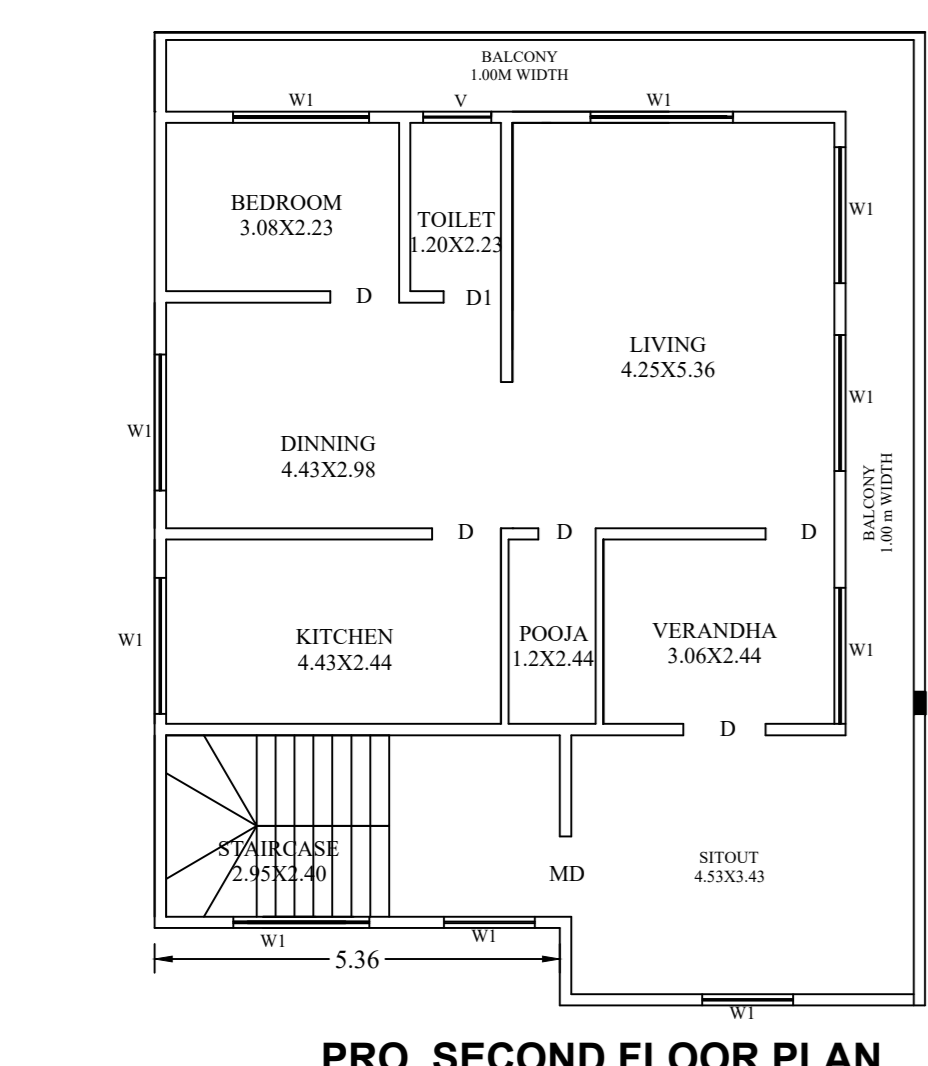 BALCONY
1.00M WIDTH
W1
V
W1
BEDROOM
3.08X2.23
TOILET
1.20X2.23
W1
D
D1
LIVING
4.25X5.36
W1
W1
DINNING
4.43X2.98
BALCONY
1.00 m WIDTH
D
D
D
W1
KITCHEN
4.43X2.44
POOJA
1.2X2.44
VERANDHA
3.06X2.44
W1
D
STAIRCASE
2.95X2.40
MD
SITOUT
4.53X3.43
W1
W1
5.36
W1
PRO. SECOND FLOOR PLAN